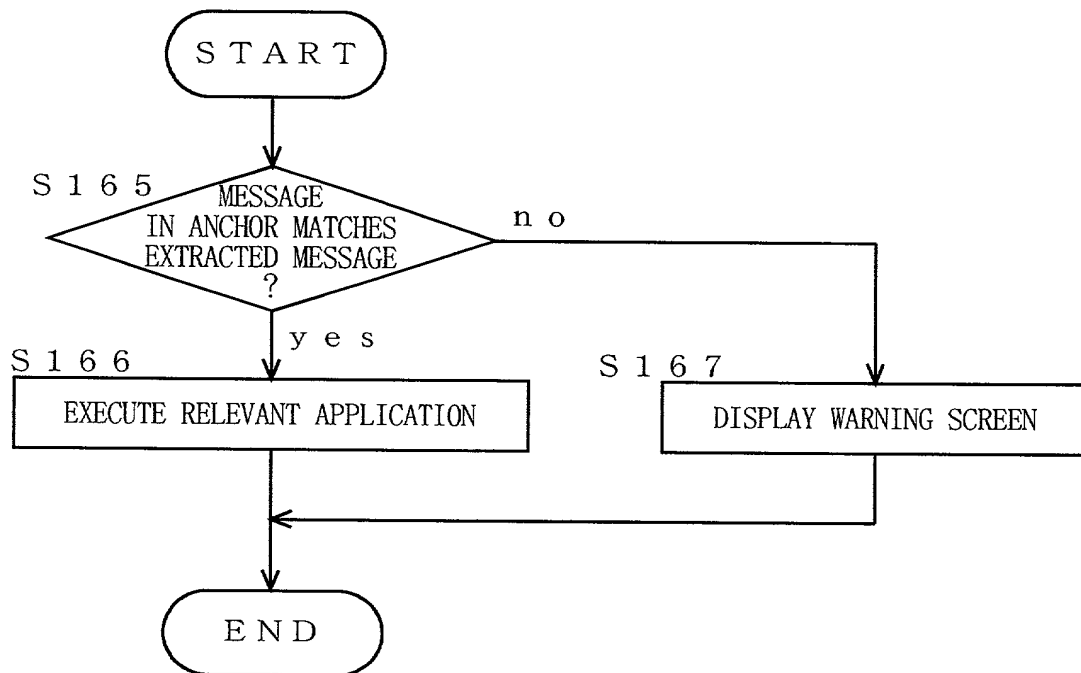 START
S165
MESSAGE
IN ANCHOR MATCHES
EXTRACTED MESSAGE
?
no
yes
S166
EXECUTE RELEVANT APPLICATION
S167
DISPLAY WARNING SCREEN
END